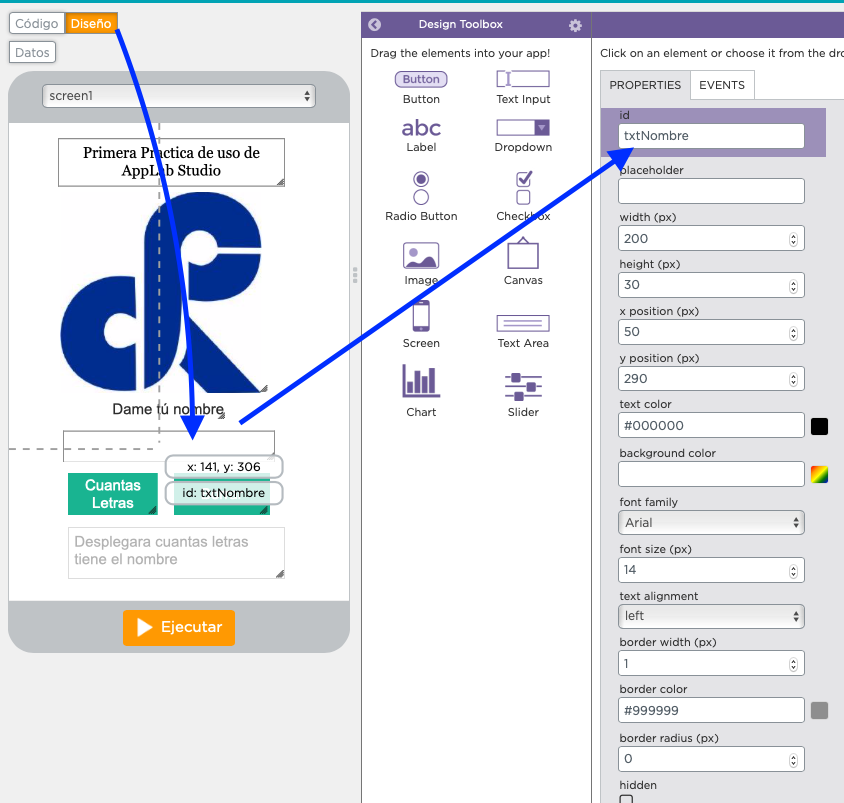 Código Diseño
Datos
screen1
Primera Practica de uso de
AppLab Studio
Dame tú nombre
x: 141, y: 306
id: txtNombre
Cuantas
Letras
Desplegara cuantas letras
tiene el nombre
Ejecutar
Design Toolbox
Drag the elements into your app!
Button
Button
Text Input
abc
Label
Dropdown
Radio Button
Checkbox
Image
Canvas
Screen
Text Area
Chart
Slider
Click on an element or choose it from the dro
PROPERTIES EVENTS
id
txtNombre
placeholder
width (px)
200
height (px)
30
x position (px)
50
y position (px)
290
text color
#000000
background color
font family
Arial
font size (px)
14
text alignment
left
border width (px)
1
border color
#999999
border radius (px)
0
hidden